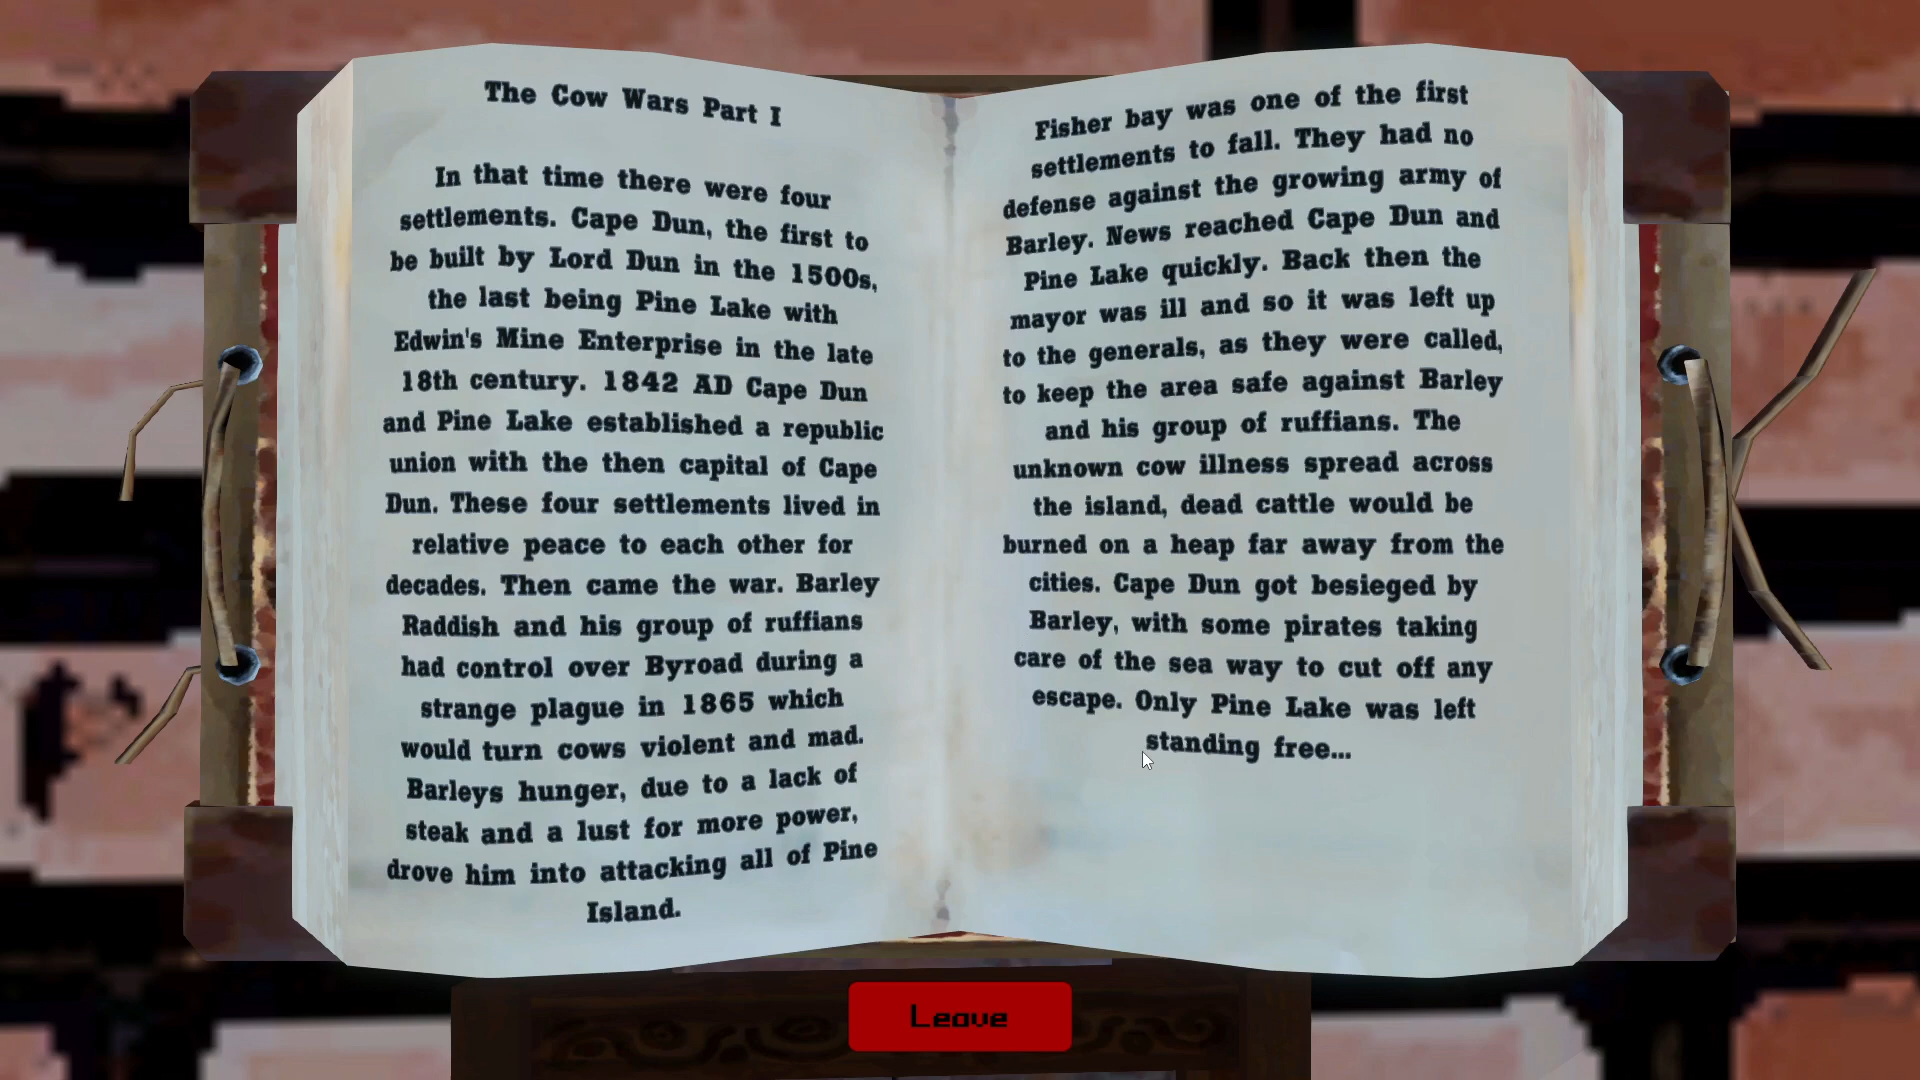 The Cow Wars Part I
In that time there were four
settlements. Cape Dun, the first to
be built by Lord Dun in the 1500s,
the last being Pine Lake with
Edwin's Mine Enterprise in the late
18th century. 1842 AD Cape Dun
and Pine Lake established a republic
union with the then capital of Cape
Dun. These four settlements lived in
relative peace to each other for
decades. Then came the war. Barley
Raddish and his group of ruffians
had control over Byroad during a
strange plague in 1865 which
would turn cows violent and mad.
Barleys hunger, due to a lack of
steak and a lust for more power,
drove him into attacking all of Pine
Island.
Fisher bay was one of the first
settlements to fall. They had no
defense against the growing army of
Barley. News reached Cape Dun and
Pine Lake quickly. Back then the
mayor was ill and so it was left up
to the generals, as they were called,
to keep the area safe against Barley
and his group of ruffians. The
unknown cow illness spread across
the island, dead cattle would be
burned on a heap far away from the
cities. Cape Dun got besieged by
Barley, with some pirates taking
care of the sea way to cut off any
escape. Only Pine Lake was left
standing free...
Leave